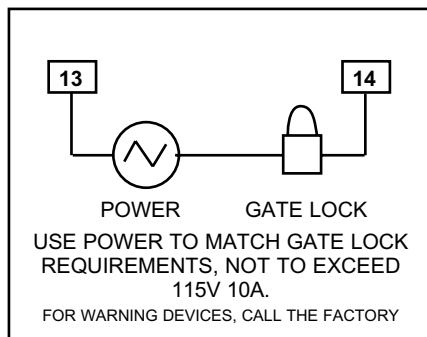 13 14
POWER GATE LOCK
USE POWER TO MATCH GATE LOCK
REQUIREMENTS, NOT TO EXCEED
115V 10A.
FOR WARNING DEVICES, CALL THE FACTORY